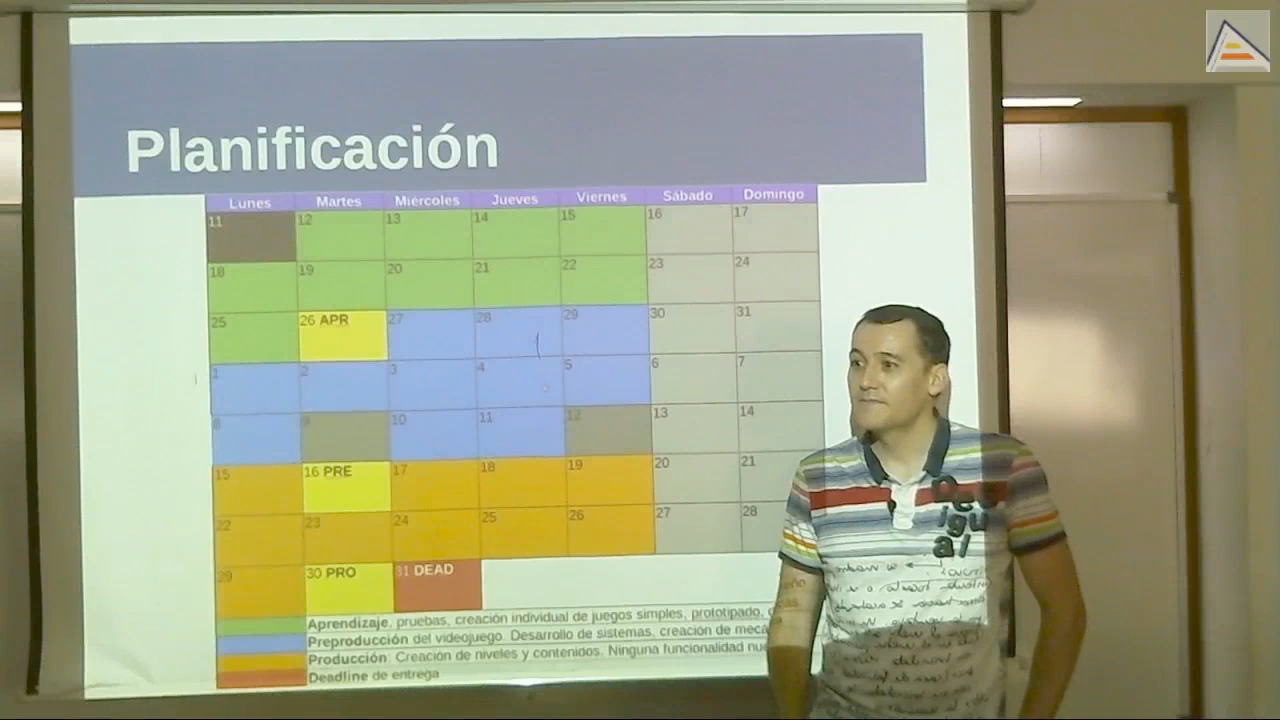 Planificación
Lunes Martes Miércoles Jueves Viernes Sábado Domingo
11 12 13 14 15 16 17
18 19 20 21 22 23 24
25 26 APR 27 28 29 30 31
1 2 3 4 5 6 7
8 9 10 11 12 13 14
15 16 PRE 17 18 19 20 21
22 23 24 25 26 27 28
29 30 PRO 31 DEAD
Aprendizaje, pruebas, creación individual de juegos simples, prototipado,
Preproducción del videojuego. Desarrollo de sistemas, creación de
Producción: Creación de niveles y contenidos. Ninguna funcionalidad
Deadline de entrega
Des
igu
al